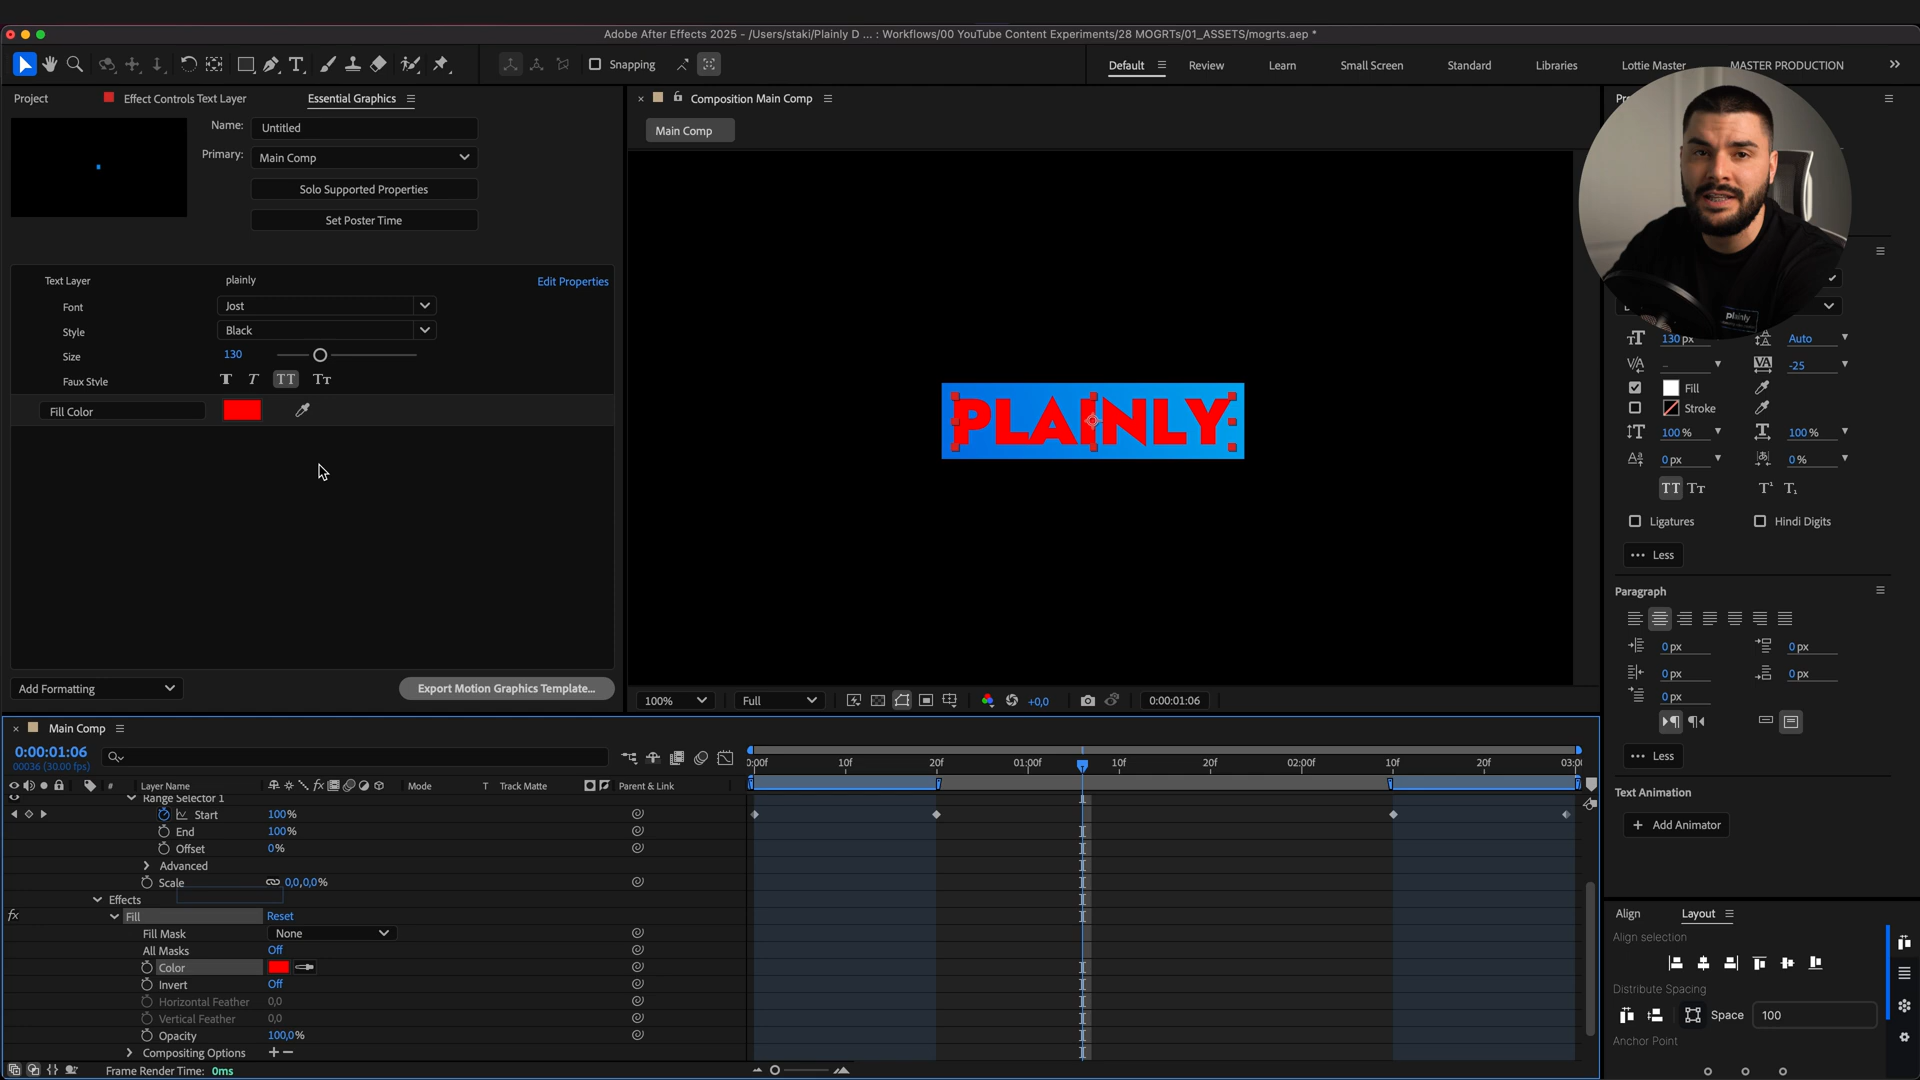 Adobe After Effects 2025 - /Users/staki/Plainly D ... : Workflows/00 YouTube Content Experiments/28 MOGRTs/01_ASSETS/mogrts.aep *
Snapping
Default
Review
Learn
Small Screen
Standard
Libraries
Lottie Master
MASTER PRODUCTION
Project
Effect Controls Text Layer
Essential Graphics
Name:
Untitled
Primary:
Main Comp
Solo Supported Properties
Set Poster Time
Text Layer
plainly
Edit Properties
Font
Jost
Style
Black
Size
130
Faux Style
Fill Color
Add Formatting
Export Motion Graphics Template...
Composition Main Comp
Main Comp
PLAINLY
plainly
100%
Full
+0,0
0:00:01:06
130 px
Auto
-25
Fill
Stroke
100 %
100 %
0 px
0 %
Ligatures
Hindi Digits
Less
Paragraph
0 px
0 px
0 px
0 px
0 px
Less
Text Animation
Add Animator
Align
Layout
Align selection
Distribute Spacing
Space
100
Anchor Point
Main Comp
0:00:01:06
00036 (30.00 fps)
#
Layer Name
Mode
T
Track Matte
Parent & Link
0:00f
10f
20f
01:00f
10f
20f
02:00f
10f
20f
03:00
Range Selector 1
Start
100%
End
100%
Offset
0%
Advanced
Scale
0,0,0,0%
Effects
Fill
Reset
Fill Mask
None
All Masks
Off
Color
Invert
Off
Horizontal Feather
0,0
Vertical Feather
0,0
Opacity
100,0%
Compositing Options
Frame Render Time: 0ms